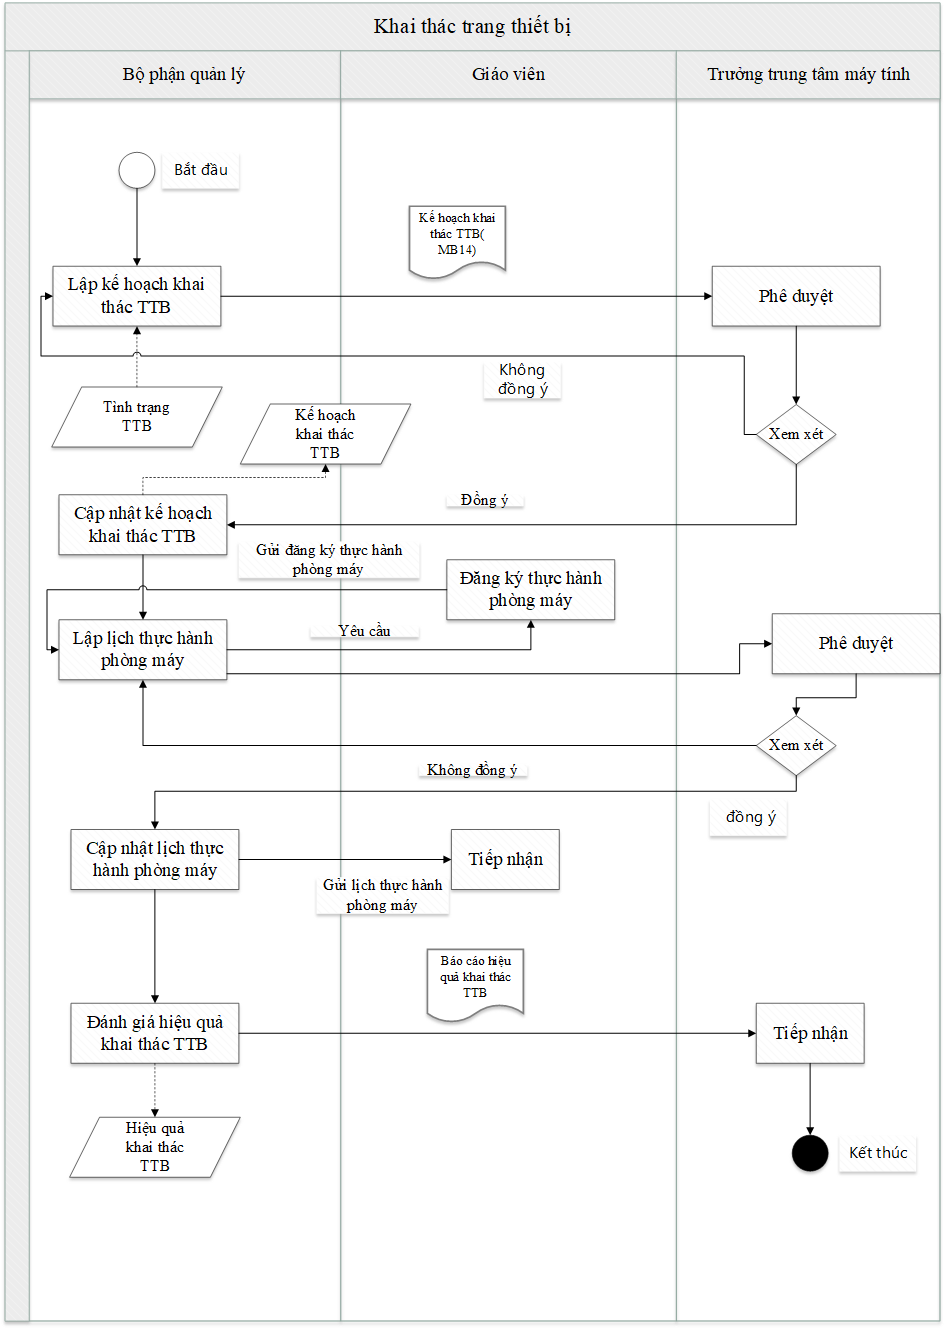 Khai thác trang thiết bị
Bộ phận quản lý
Giáo viên
Trưởng trung tâm máy tính
Bắt đầu
Kế hoạch khai
thác TTB(
MB14)
Lập kế hoạch khai
thác TTB
Phê duyệt
Không
đồng ý
Tình trạng
TTB
Kế hoạch
khai thác
TTB
Xem xét
Đồng ý
Cập nhật kế hoạch
khai thác TTB
Gửi đăng ký thực hành
phòng máy
Đăng ký thực hành
phòng máy
Yêu cầu
Lập lịch thực hành
phòng máy
Phê duyệt
Xem xét
Không đồng ý
đồng ý
Cập nhật lịch thực
hành phòng máy
Tiếp nhận
Gửi lịch thực hành
phòng máy
Báo cáo hiệu
quả khai thác
TTB
Đánh giá hiệu quả
khai thác TTB
Tiếp nhận
Hiệu quả
khai thác
TTB
Kết thúc